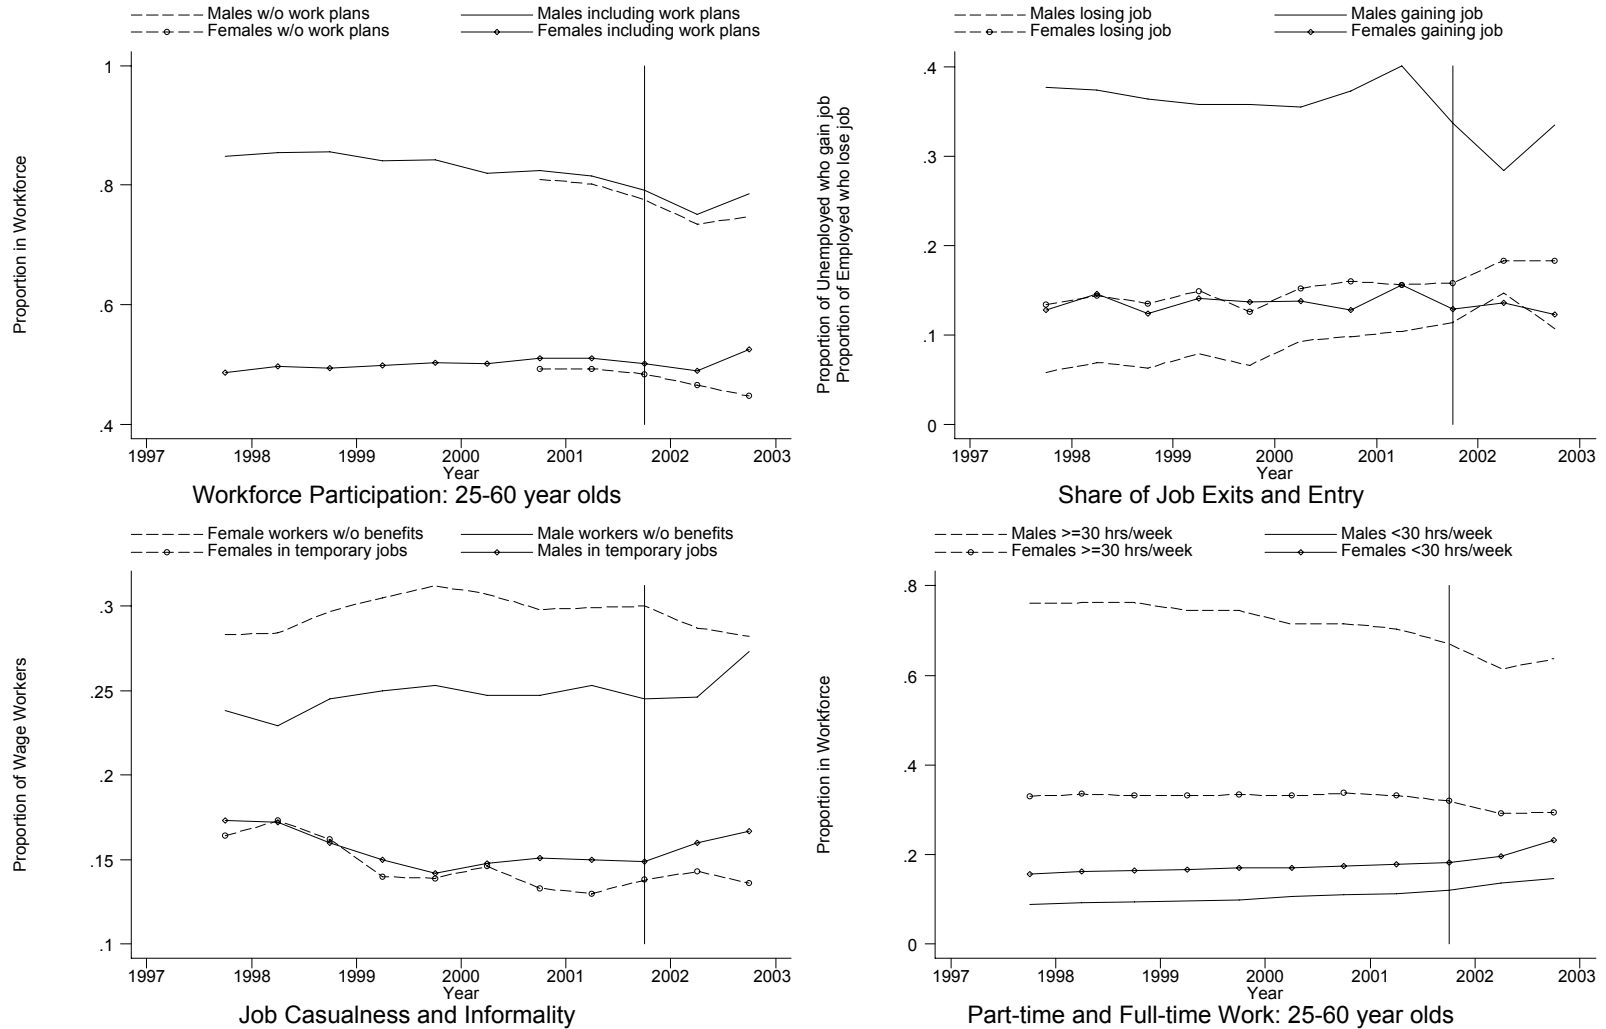 Males w/o work plans
Males including work plans
Females w/o work plans
Females including work plans
Proportion in Workforce
1
.8
.6
.4
1997 1998 1999 2000 2001 2002 2003
Year
Workforce Participation: 25-60 year olds
Males losing job
Males gaining job
Females losing job
Females gaining job
Proportion of Unemployed who gain job
Proportion of Employed who lose job
.4
.3
.2
.1
0
1997 1998 1999 2000 2001 2002 2003
Year
Share of Job Exits and Entry
Female workers w/o benefits
Male workers w/o benefits
Females in temporary jobs
Males in temporary jobs
Proportion of Wage Workers
.3
.25
.2
.15
.1
1997 1998 1999 2000 2001 2002 2003
Year
Job Casualness and Informality
Males >=30 hrs/week
Males <30 hrs/week
Females >=30 hrs/week
Females <30 hrs/week
Proportion in Workforce
.8
.6
.4
.2
0
1997 1998 1999 2000 2001 2002 2003
Year
Part-time and Full-time Work: 25-60 year olds